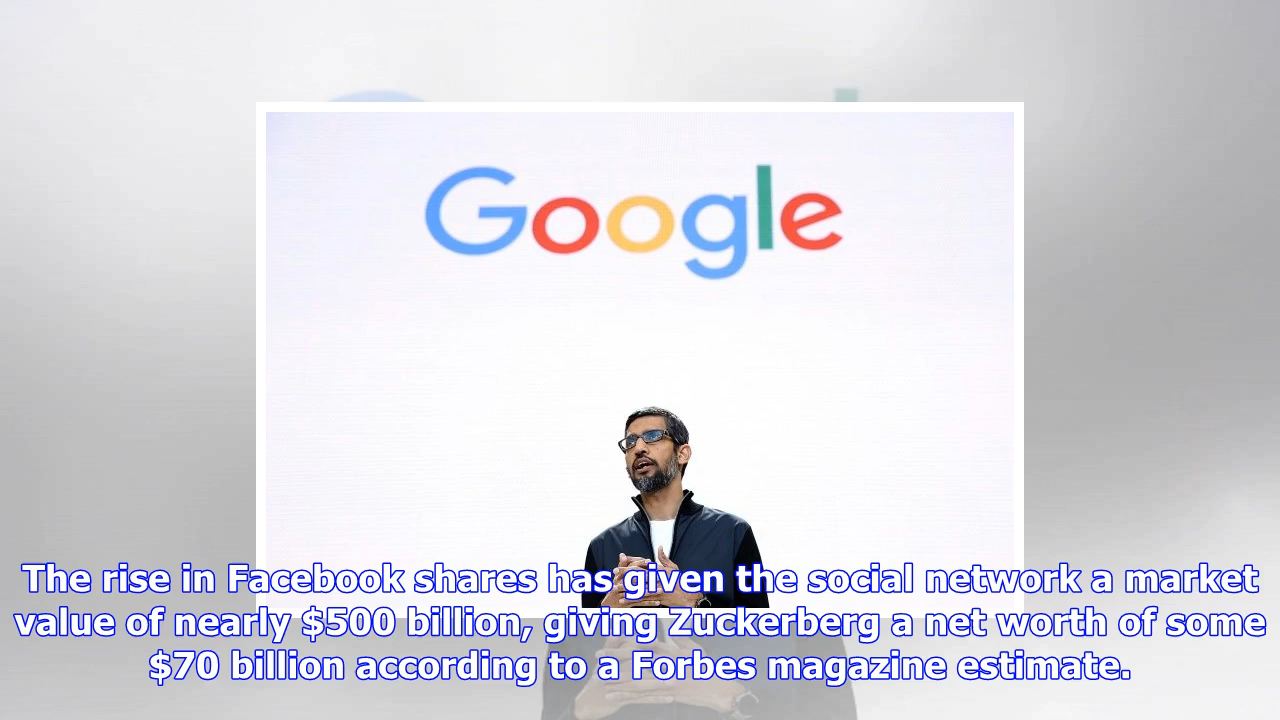 Google
The rise in Facebook shares has given the social network a market
value of nearly $500 billion, giving Zuckerberg a net worth of some
$70 billion according to a Forbes magazine estimate.